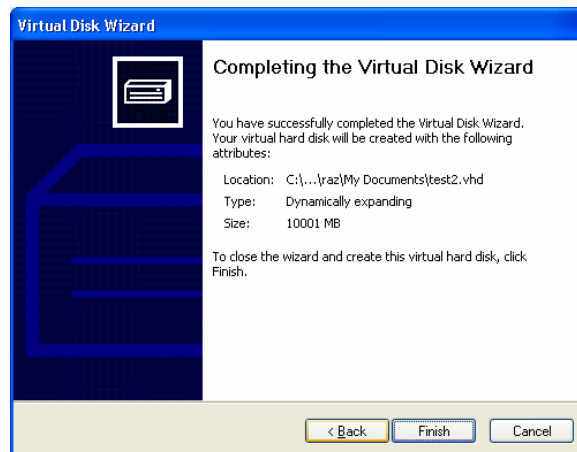 Virtual Disk Wizard
Completing the Virtual Disk Wizard
You have successfully completed the Virtual Disk Wizard.
Your virtual hard disk will be created with the following
attributes:
Location: C:\...\raz\My Documents\test2.vhd
Type: Dynamically expanding
Size: 10001 MB
To close the wizard and create this virtual hard disk, click
Finish.
< Back Finish Cancel